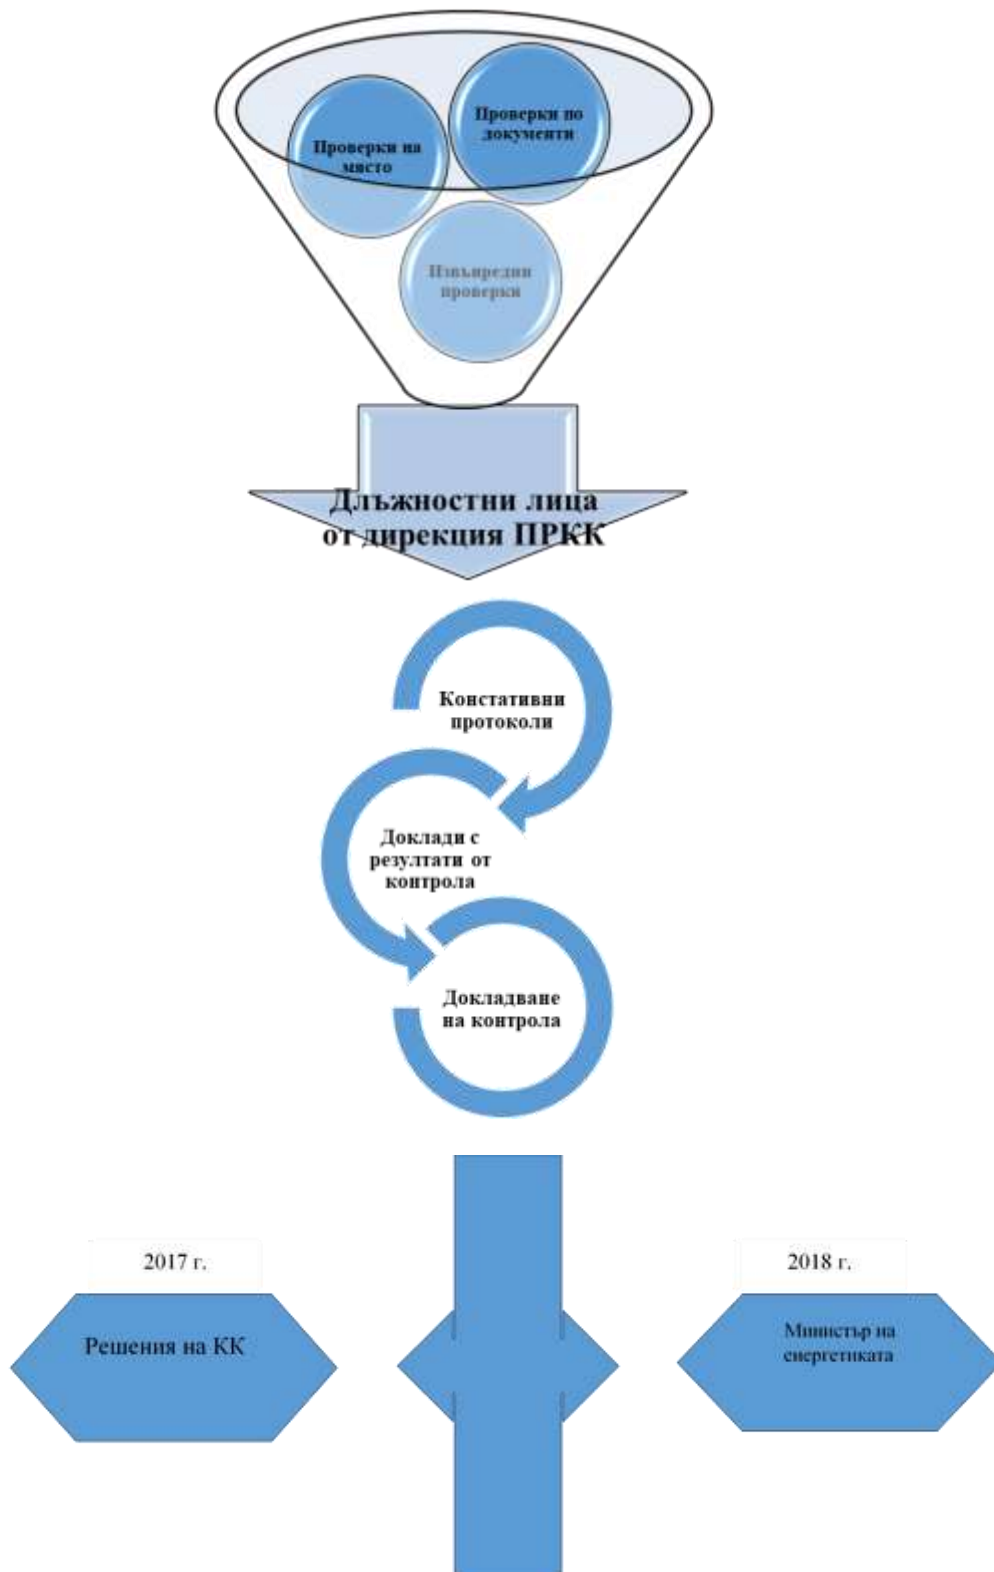 Проверки по
документи
Проверки на
място
Извънредни
проверки
Длъжностни лица
от дирекция ПРКК
Констативни
протоколи
Доклади с
резултати от
контрола
Докладване
на контрола
2017 г.
2018 г.
Решения на КК
Министър на
енергетиката